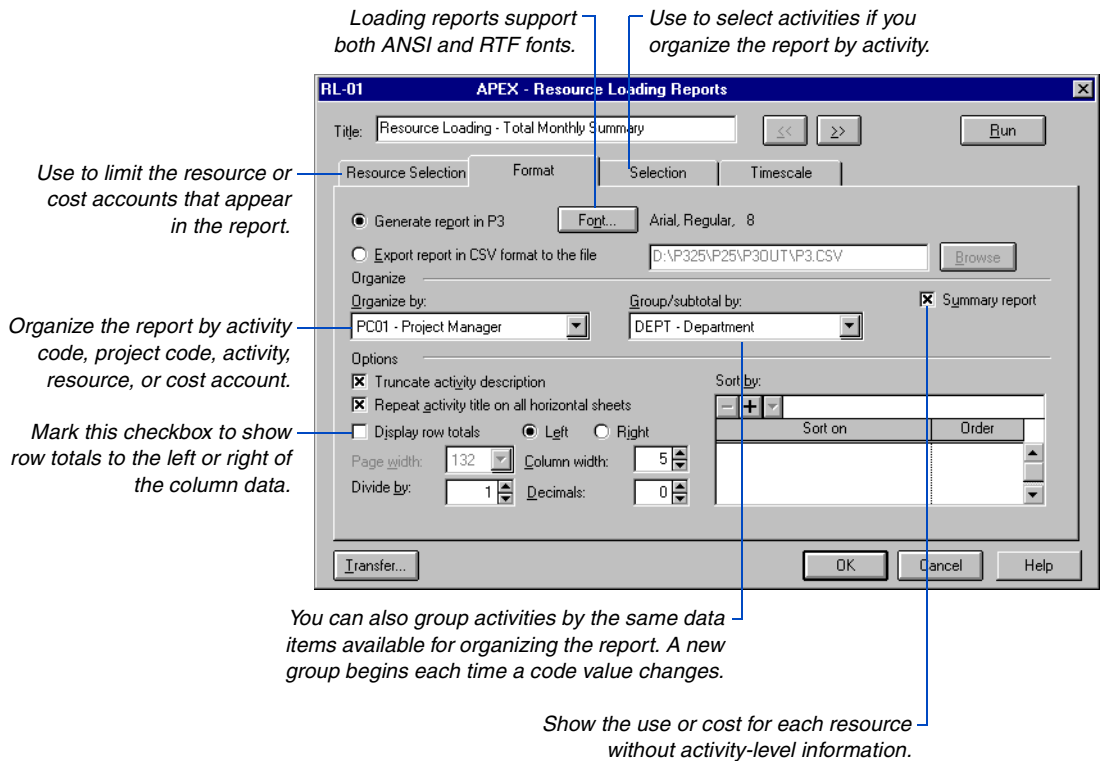 Loading reports support
both ANSI and RTF fonts.
Use to select activities if you
organize the report by activity.
RL-01 APEX - Resource Loading Reports
Title: Resource Loading - Total Monthly Summary << >> Run
Use to limit the resource or
cost accounts that appear
in the report.
Resource Selection Format Selection Timescale
Generate report in P3 Font... Arial, Regular, 8
Export report in CSV format to the file D:\P325\P25\P3OUT\P3.CSV Browse
Organize
Organize by: Group/subtotal by: Summary report
PC01 - Project Manager DEPT - Department
Organize the report by activity
code, project code, activity,
resource, or cost account.
Options
Truncate activity description Sort by:
Repeat activity title on all horizontal sheets
Display row totals Left Right Sort on Order
Page width: 132 Column width: 5
Divide by: 1 Decimals: 0
Mark this checkbox to show
row totals to the left or right of
the column data.
Transfer... OK Cancel Help
You can also group activities by the same data
items available for organizing the report. A new
group begins each time a code value changes.
Show the use or cost for each resource
without activity-level information.